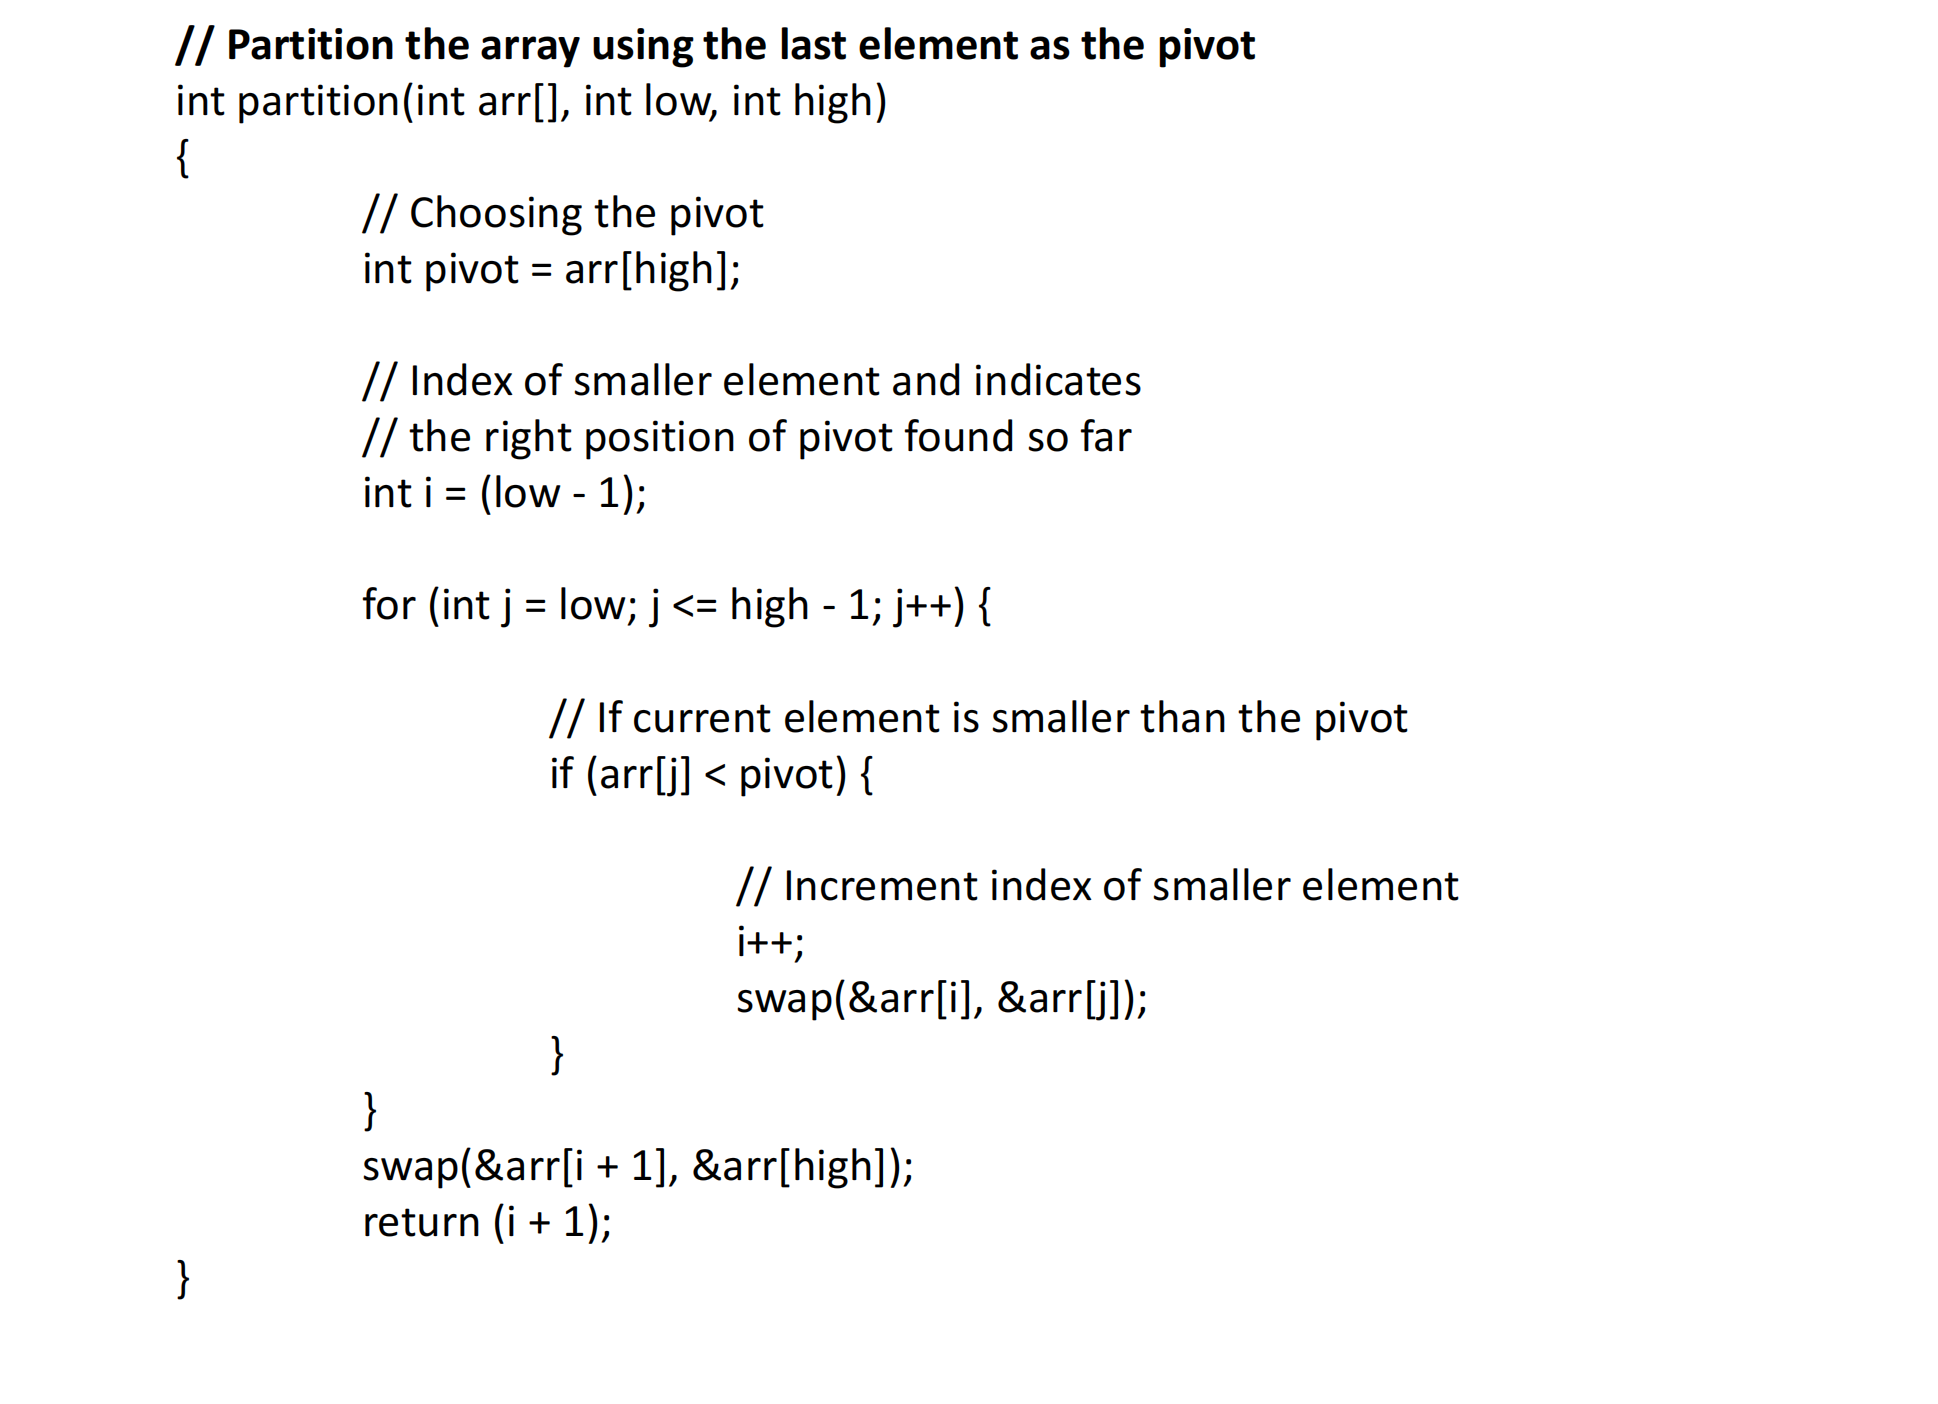 // Partition the array using the last element as the pivot
int partition(int arr[], int low, int high)
{
// Choosing the pivot
int pivot = arr[high];
// Index of smaller element and indicates
// the right position of pivot found so far
int i = (low - 1);
for (int j = low; j <= high - 1; j++) {
// If current element is smaller than the pivot
if (arr[j] < pivot) {
// Increment index of smaller element
i++;
swap(&arr[i], &arr[j]);
}
}
swap(&arr[i + 1], &arr[high]);
return (i + 1);
}